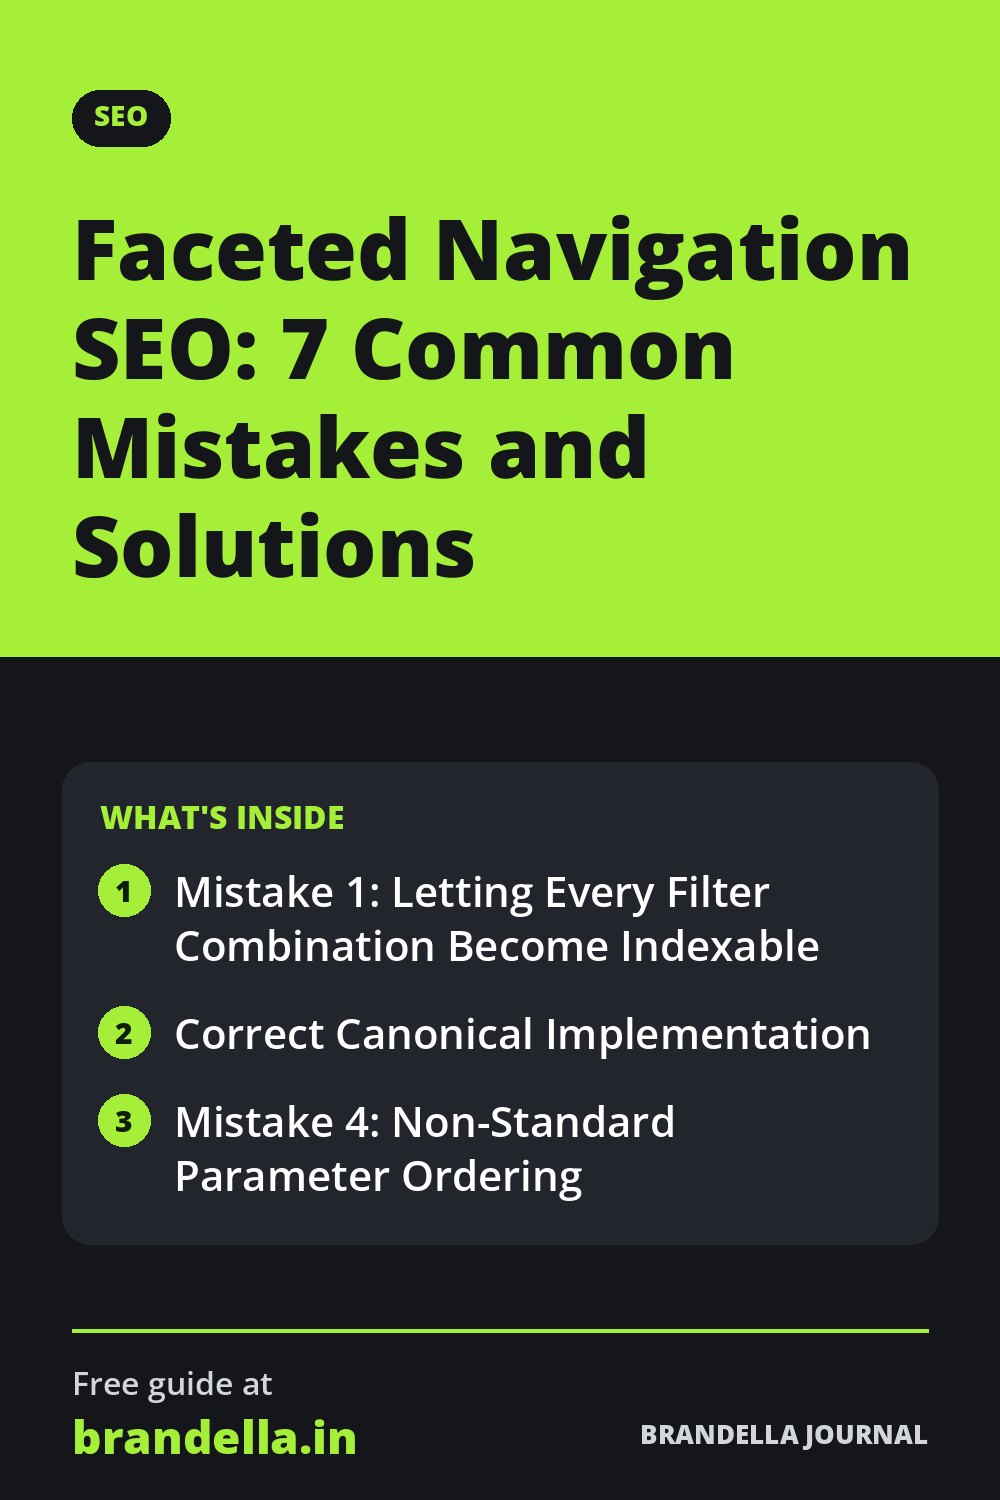 SEO
Faceted Navigation
SEO: 7 Common
Mistakes and
Solutions
WHAT'S INSIDE
1 Mistake 1: Letting Every Filter
Combination Become Indexable
2 Correct Canonical Implementation
3 Mistake 4: Non-Standard
Parameter Ordering
Free guide at
brandella.in
BRANDELLA JOURNAL